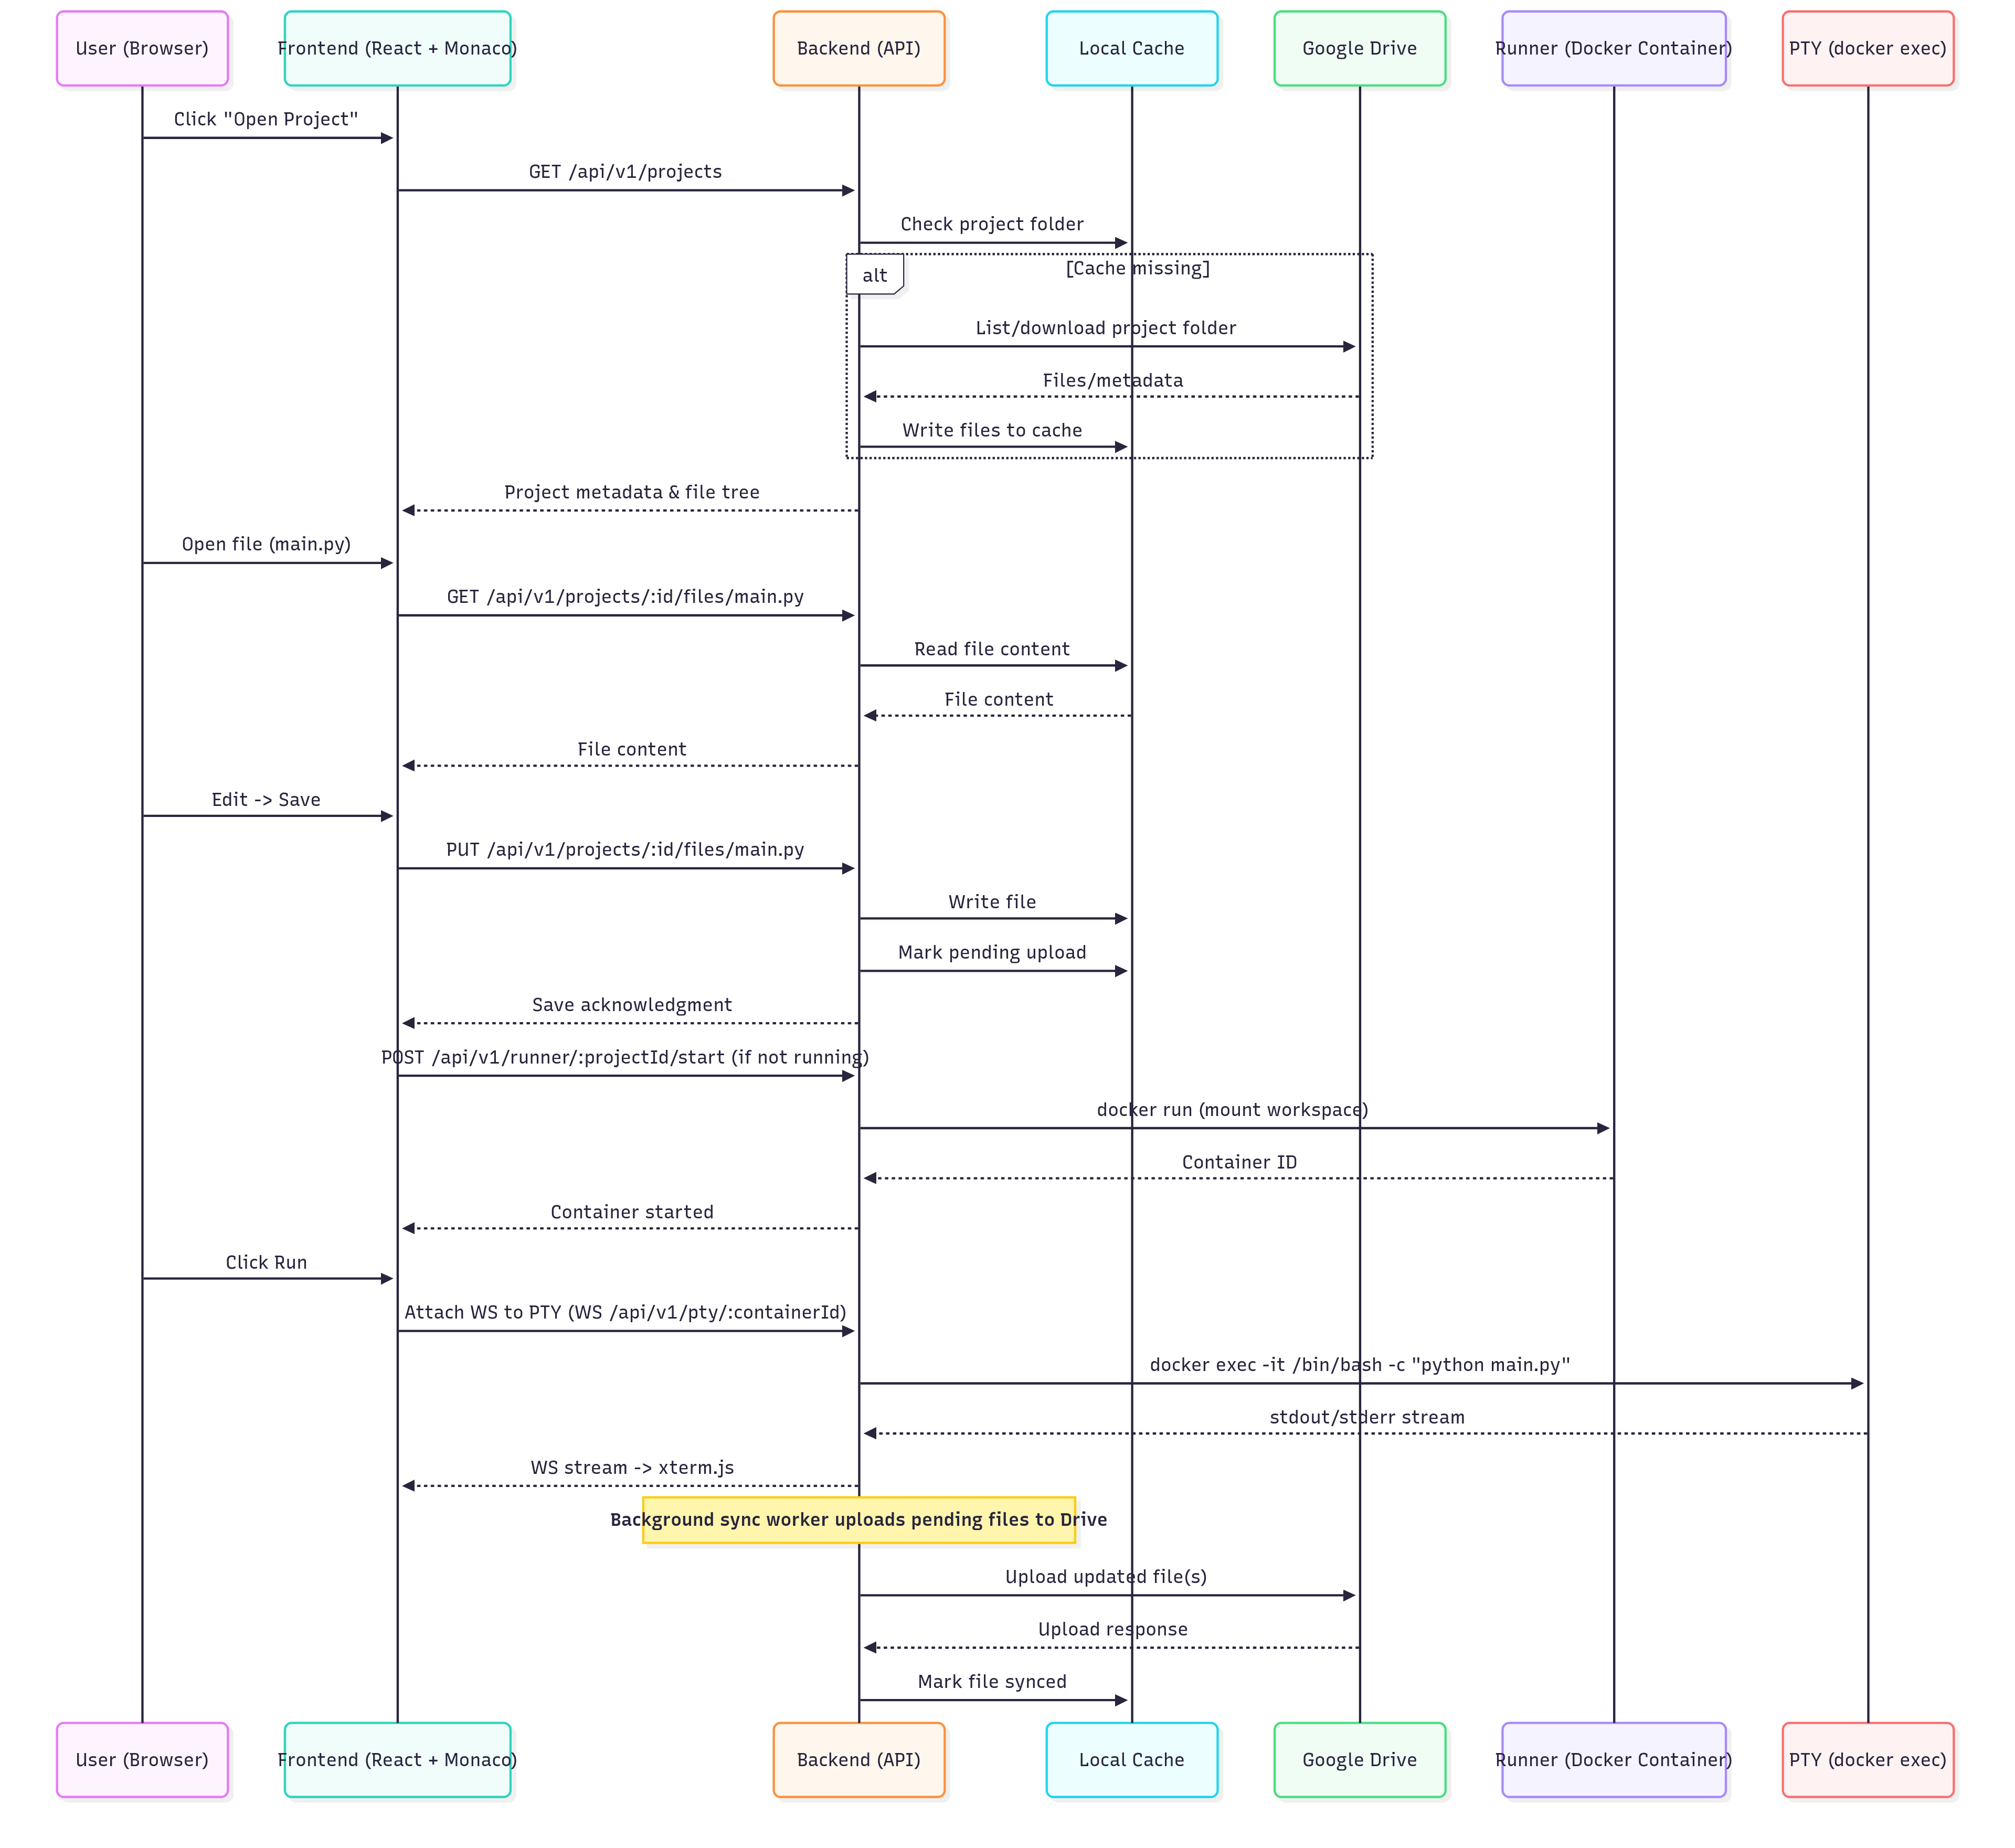 User (Browser)
Frontend (React + Monaco)
Backend (API)
Local Cache
Google Drive
Runner (Docker Container)
PTY (docker exec)
Click "Open Project"
GET /api/v1/projects
Check project folder
alt
[Cache missing]
List/download project folder
Files/metadata
Write files to cache
Project metadata & file tree
Open file (main.py)
GET /api/v1/projects/:id/files/main.py
Read file content
File content
File content
Edit -> Save
PUT /api/v1/projects/:id/files/main.py
Write file
Mark pending upload
Save acknowledgment
POST /api/v1/runner/:projectId/start (if not running)
docker run (mount workspace)
Container ID
Container started
Click Run
Attach WS to PTY (WS /api/v1/pty/:containerId)
docker exec -it /bin/bash -c "python main.py"
stdout/stderr stream
WS stream -> xterm.js
Background sync worker uploads pending files to Drive
Upload updated file(s)
Upload response
Mark file synced
User (Browser)
Frontend (React + Monaco)
Backend (API)
Local Cache
Google Drive
Runner (Docker Container)
PTY (docker exec)